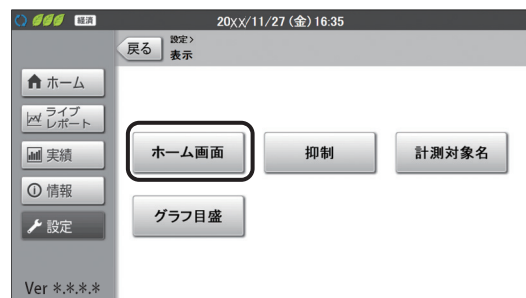 経済
20XX/11/27 (金) 16:35
戻る
設定>
表示
ホーム
ライブ
レポート
実績
情報
設定
ホーム画面
抑制
計測対象名
グラフ目盛
Ver *.*.*.*